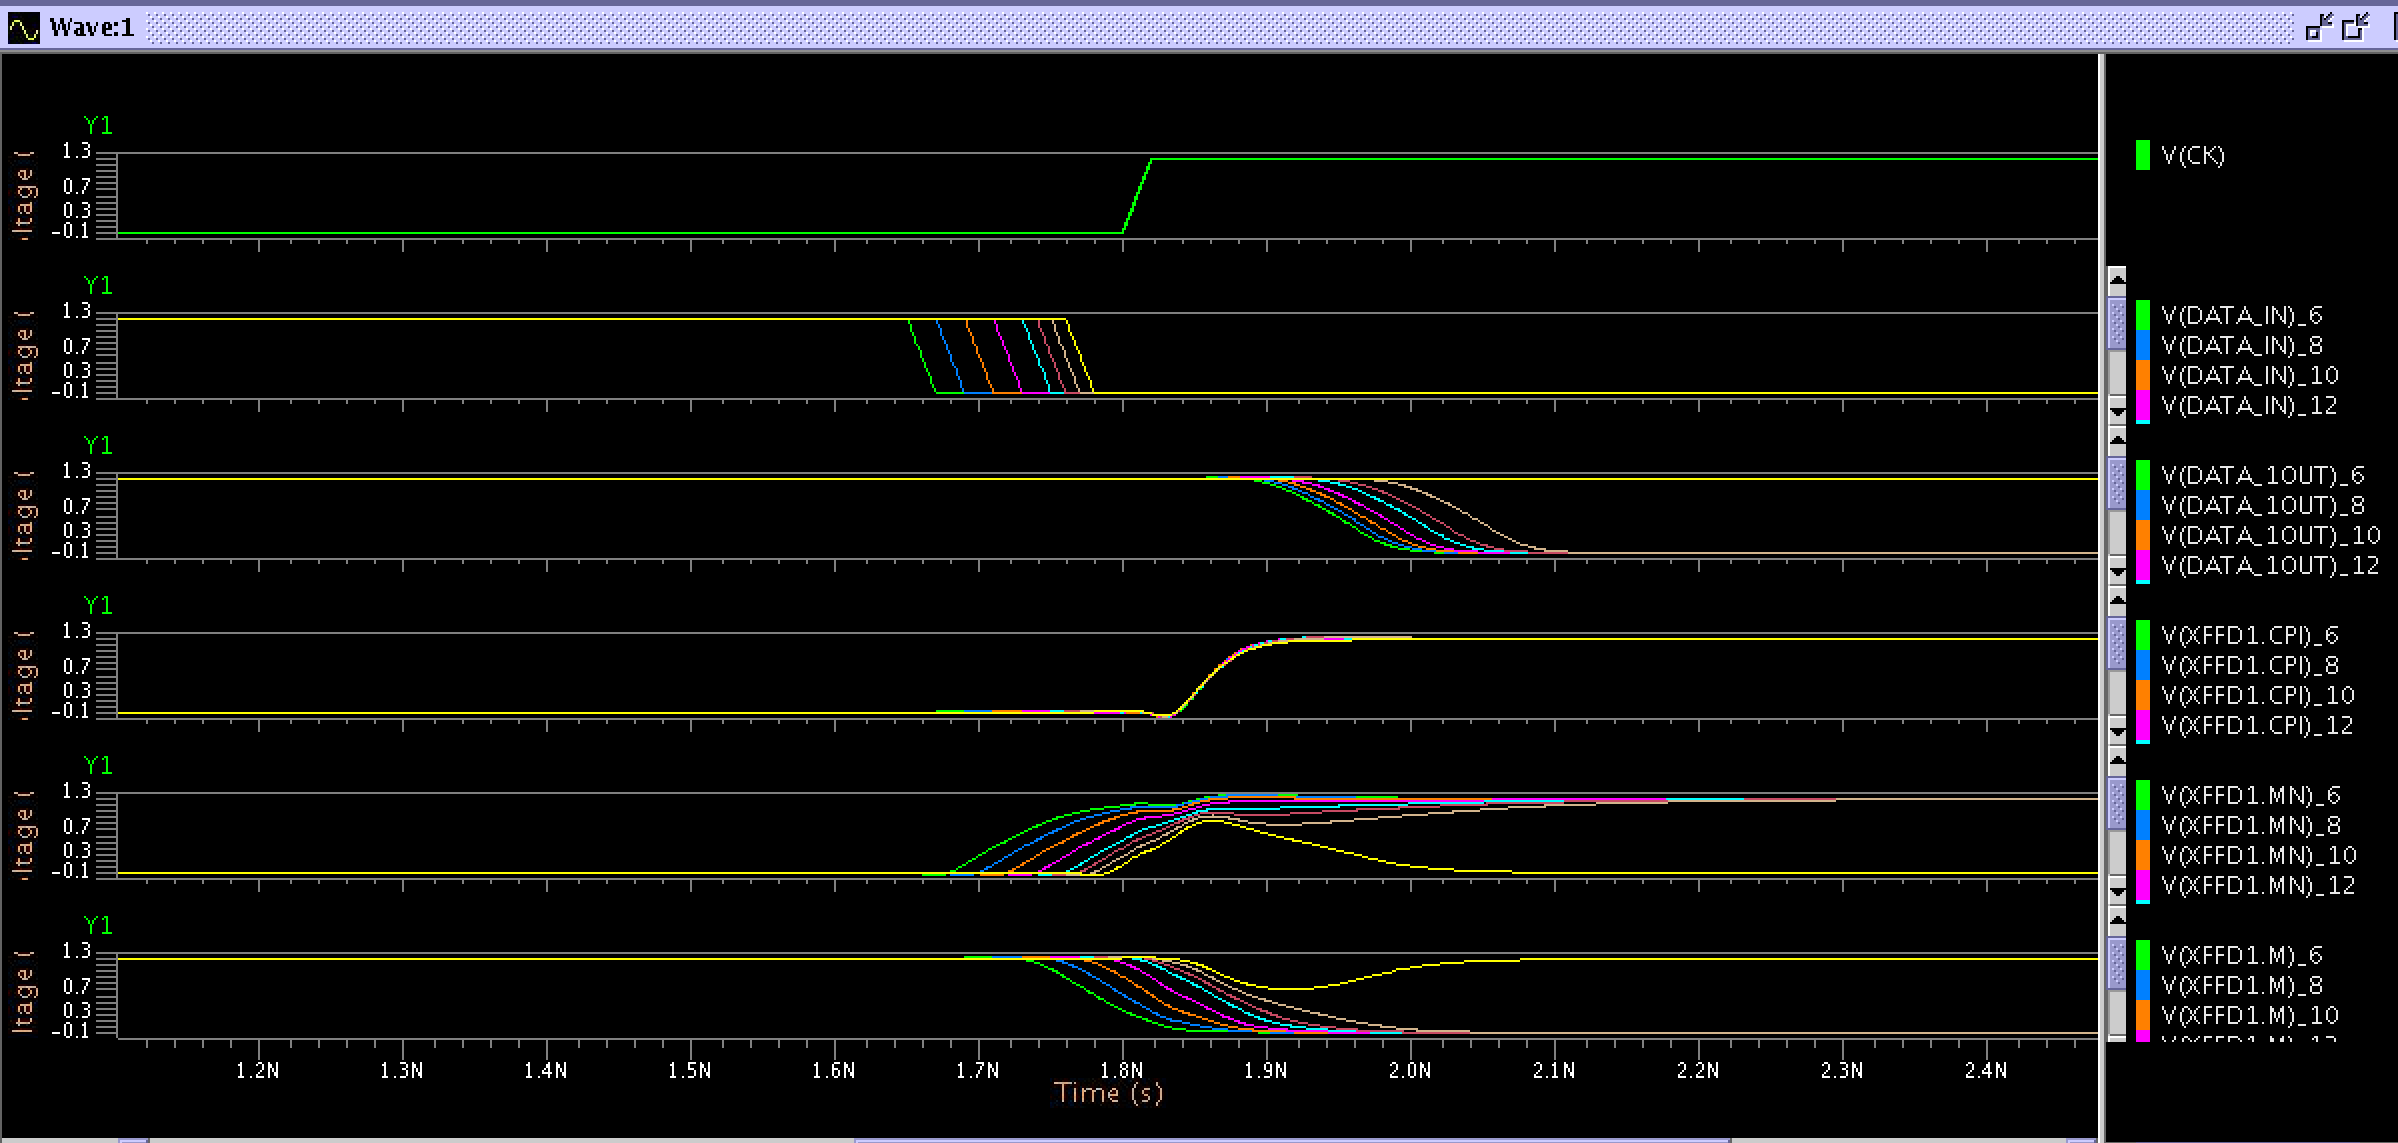 Wave:1
Y1
1.3
0.7
0.3
-0.1
V(CK)
Y1
1.3
0.7
0.3
-0.1
V(DATA_IN)_6
V(DATA_IN)_8
V(DATA_IN)_10
V(DATA_IN)_12
Y1
1.3
0.7
0.3
-0.1
V(DATA_1OUT)_6
V(DATA_1OUT)_8
V(DATA_1OUT)_10
V(DATA_1OUT)_12
Y1
1.3
0.7
0.3
-0.1
V(XFFD1.CPI)_6
V(XFFD1.CPI)_8
V(XFFD1.CPI)_10
V(XFFD1.CPI)_12
Y1
1.3
0.7
0.3
-0.1
V(XFFD1.MN)_6
V(XFFD1.MN)_8
V(XFFD1.MN)_10
V(XFFD1.MN)_12
Y1
1.3
0.7
0.3
-0.1
V(XFFD1.M)_6
V(XFFD1.M)_8
V(XFFD1.M)_10
1.2N 1.3N 1.4N 1.5N 1.6N 1.7N 1.8N 1.9N 2.0N 2.1N 2.2N 2.3N 2.4N
Time (s)